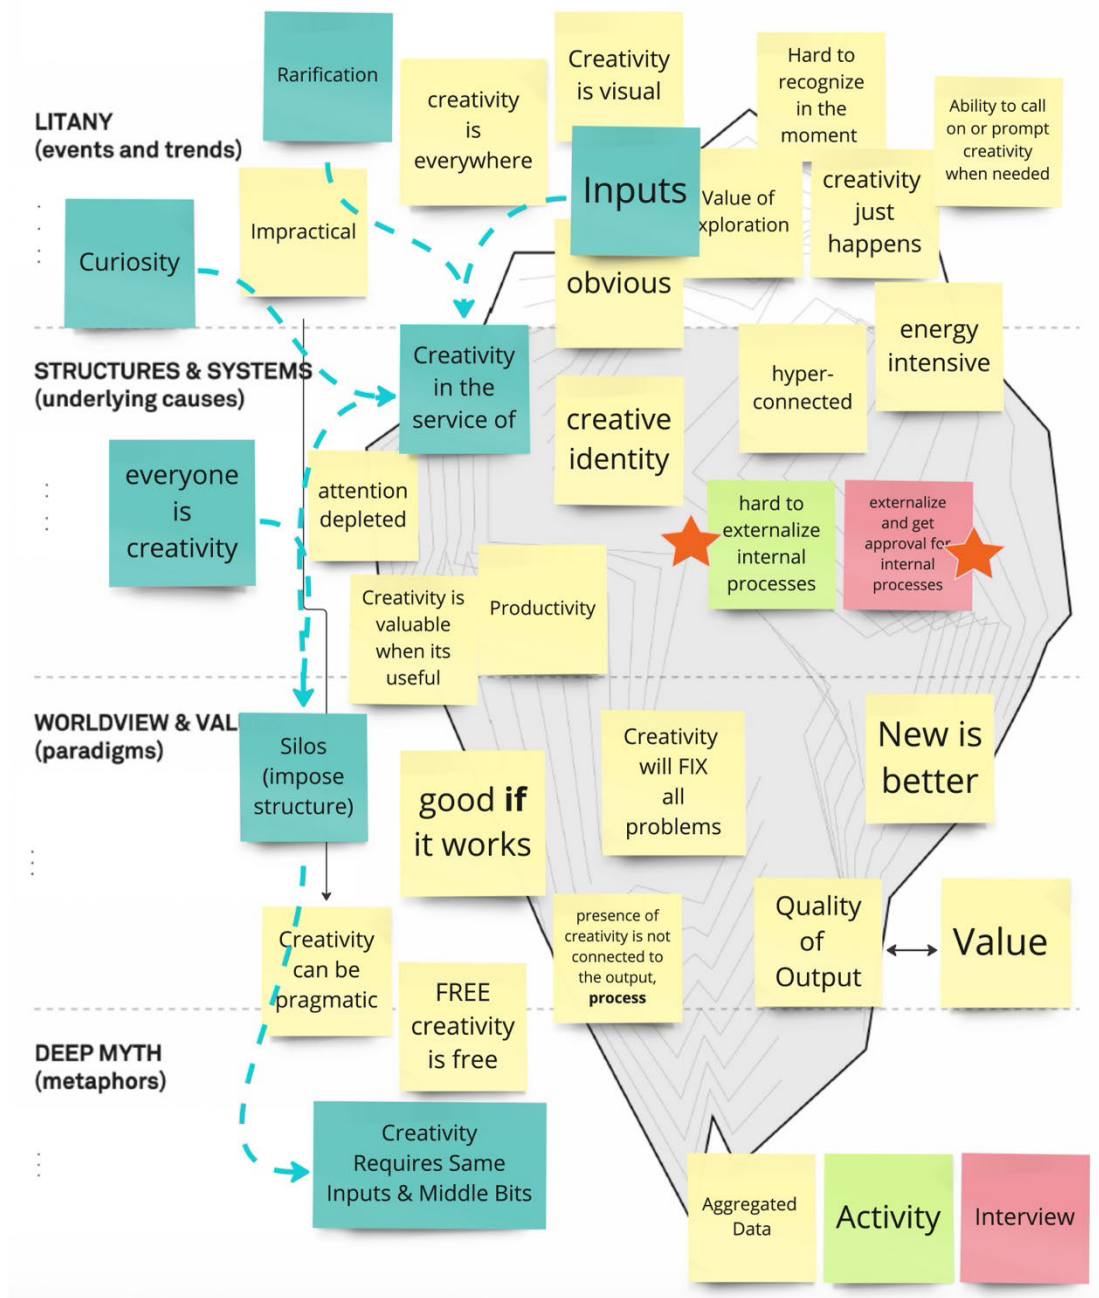 Rarification
creativity
is
everywhere
Creativity
is visual
Hard to
recognize
in the
moment
Ability to call
on or prompt
creativity
when needed
LITANY
(events and trends)
Curiosity
Impractical
Inputs
Value of
xploration
creativity
just
happens
obvious
energy
intensive
STRUCTURES & SYSTEMS
(underlying causes)
Creativity
in the
service of
creative
identity
hyper-
connected
everyone
is
creativity
attention
depleted
hard to
externalize
internal
processes
externalize
and get
approval for
internal
processes
Creativity is
valuable
when its
useful
Productivity
WORLDVIEW & VAL
(paradigms)
Silos
(impose
structure)
good if
it works
Creativity
will FIX
all
problems
New is
better
Creativity
can be
pragmatic
FREE
creativity
is free
presence of
creativity is not
connected to
the output,
process
Quality
of
Output
Value
DEEP MYTH
(metaphors)
Creativity
Requires Same
Inputs & Middle Bits
Aggregated
Data
Activity
Interview